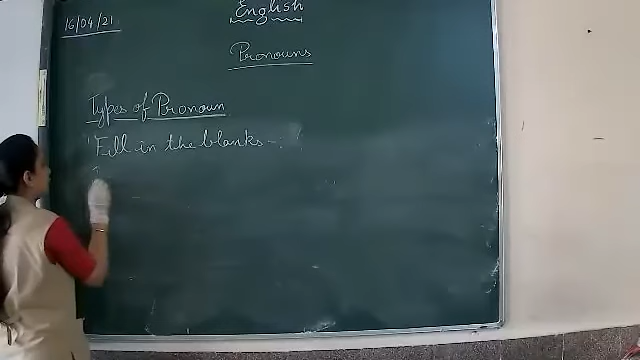 16/04/21
English
Pronouns
Types of Pronoun
Fill in the blanks -: